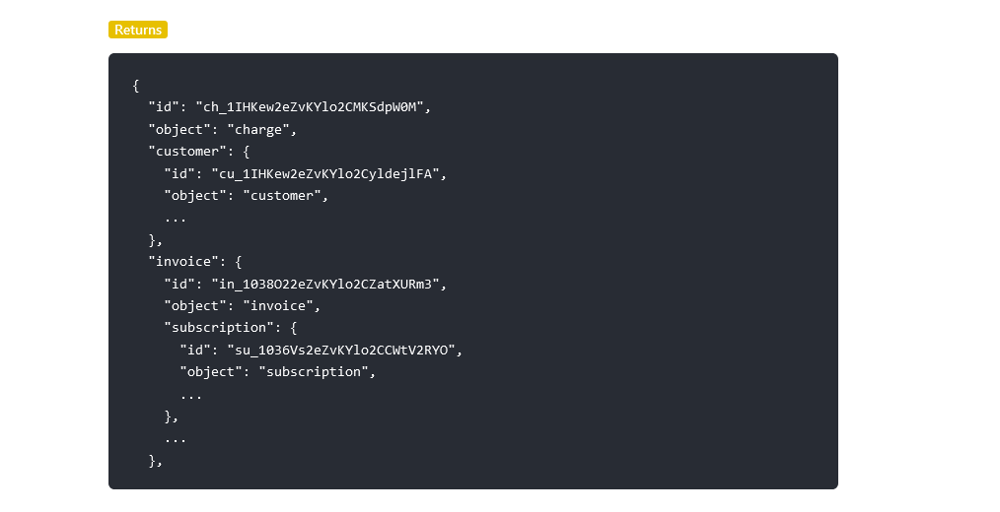 Returns
{
  "id": "ch_1IHKew2eZvKYlo2CMKSdpW0M",
  "object": "charge",
  "customer": {
    "id": "cu_1IHKew2eZvKYlo2CyldejlFA",
    "object": "customer",
    ...
  },
  "invoice": {
    "id": "in_1038O22eZvKYlo2CZatXURm3",
    "object": "invoice",
    "subscription": {
      "id": "su_1036Vs2eZvKYlo2CCWtV2RYO",
      "object": "subscription",
      ...
    },
    ...
  },